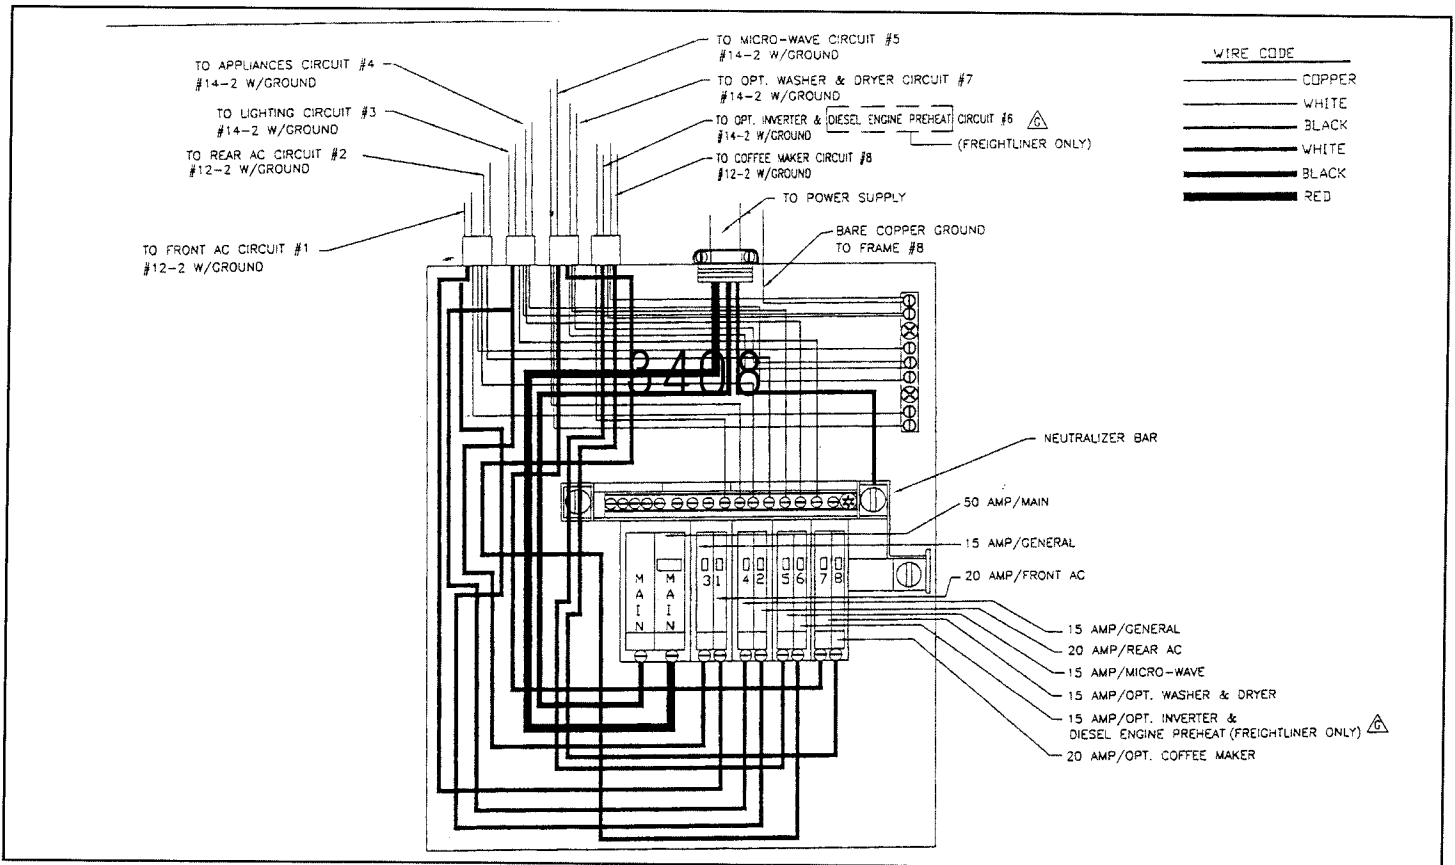 TO MICRO-WAVE CIRCUIT #5
#14-2 W/GROUND
TO APPLIANCES CIRCUIT #4
#14-2 W/GROUND
TO OPT. WASHER & DRYER CIRCUIT #7
#14-2 W/GROUND
TO LIGHTING CIRCUIT #3
#14-2 W/GROUND
TO OPT. INVERTER & DIESEL ENGINE PREHEAT CIRCUIT #6 G
#14-2 W/GROUND
(FREIGHTLINER ONLY)
TO REAR AC CIRCUIT #2
#12-2 W/GROUND
TO COFFEE MAKER CIRCUIT #8
#12-2 W/GROUND
TO POWER SUPPLY
TO FRONT AC CIRCUIT #1
#12-2 W/GROUND
BARE COPPER GROUND
TO FRAME #8
WIRE CODE
COPPER
WHITE
BLACK
WHITE
BLACK
RED
3408
NEUTRALIZER BAR
50 AMP/MAIN
15 AMP/GENERAL
20 AMP/FRONT AC
MAIN
MAIN
3 1 4 2 5 6 7 8
15 AMP/GENERAL
20 AMP/REAR AC
15 AMP/MICRO-WAVE
15 AMP/OPT. WASHER & DRYER
15 AMP/OPT. INVERTER &
DIESEL ENGINE PREHEAT (FREIGHTLINER ONLY) G
20 AMP/OPT. COFFEE MAKER